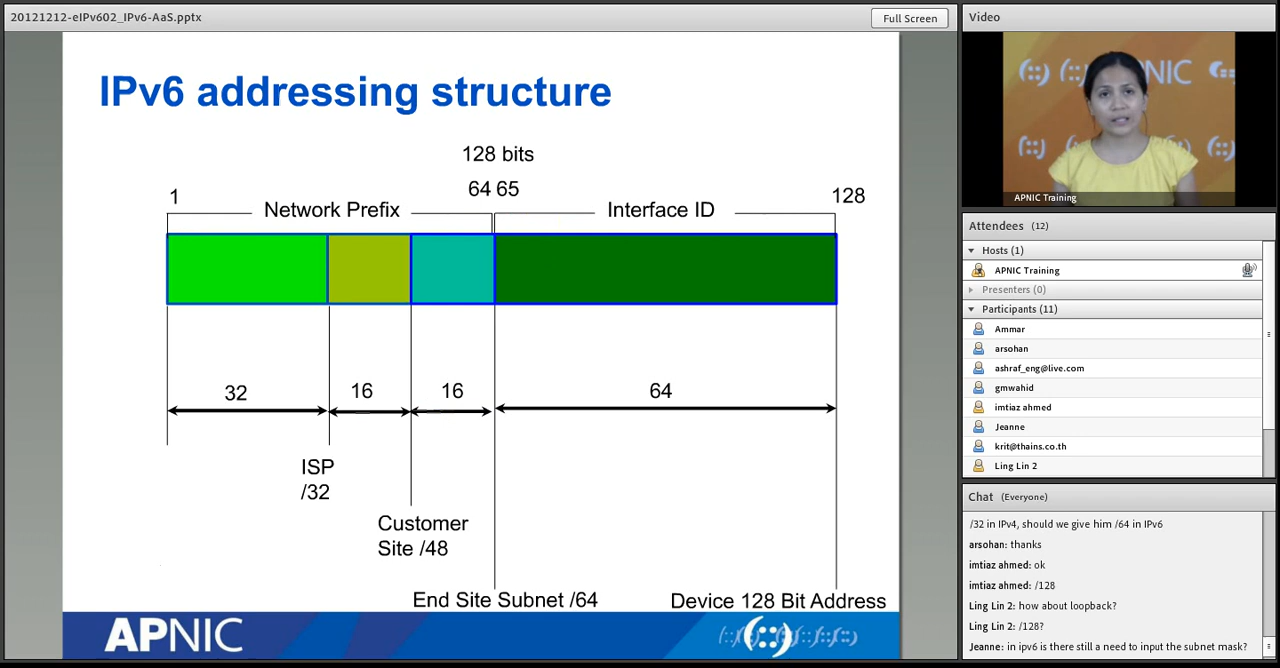 20121212-eIPv602_IPv6-AaS.pptx
Full Screen
IPv6 addressing structure
128 bits
1
64 65
128
Network Prefix
Interface ID
32
16
16
64
ISP
/32
Customer
Site /48
End Site Subnet /64
Device 128 Bit Address
APNIC
(::)
Video
(::) (::) APNIC
(::)
APNIC Training
Attendees (12)
Hosts (1)
APNIC Training
Presenters (0)
Participants (11)
Ammar
arsohan
ashraf_eng@live.com
gmwahid
imtiaz ahmed
Jeanne
krit@thains.co.th
Ling Lin 2
Chat (Everyone)
/32 in IPv4, should we give him /64 in IPv6
arsohan: thanks
imtiaz ahmed: ok
imtiaz ahmed: /128
Ling Lin 2: how about loopback?
Ling Lin 2: /128?
Jeanne: in ipv6 is there still a need to input the subnet mask?